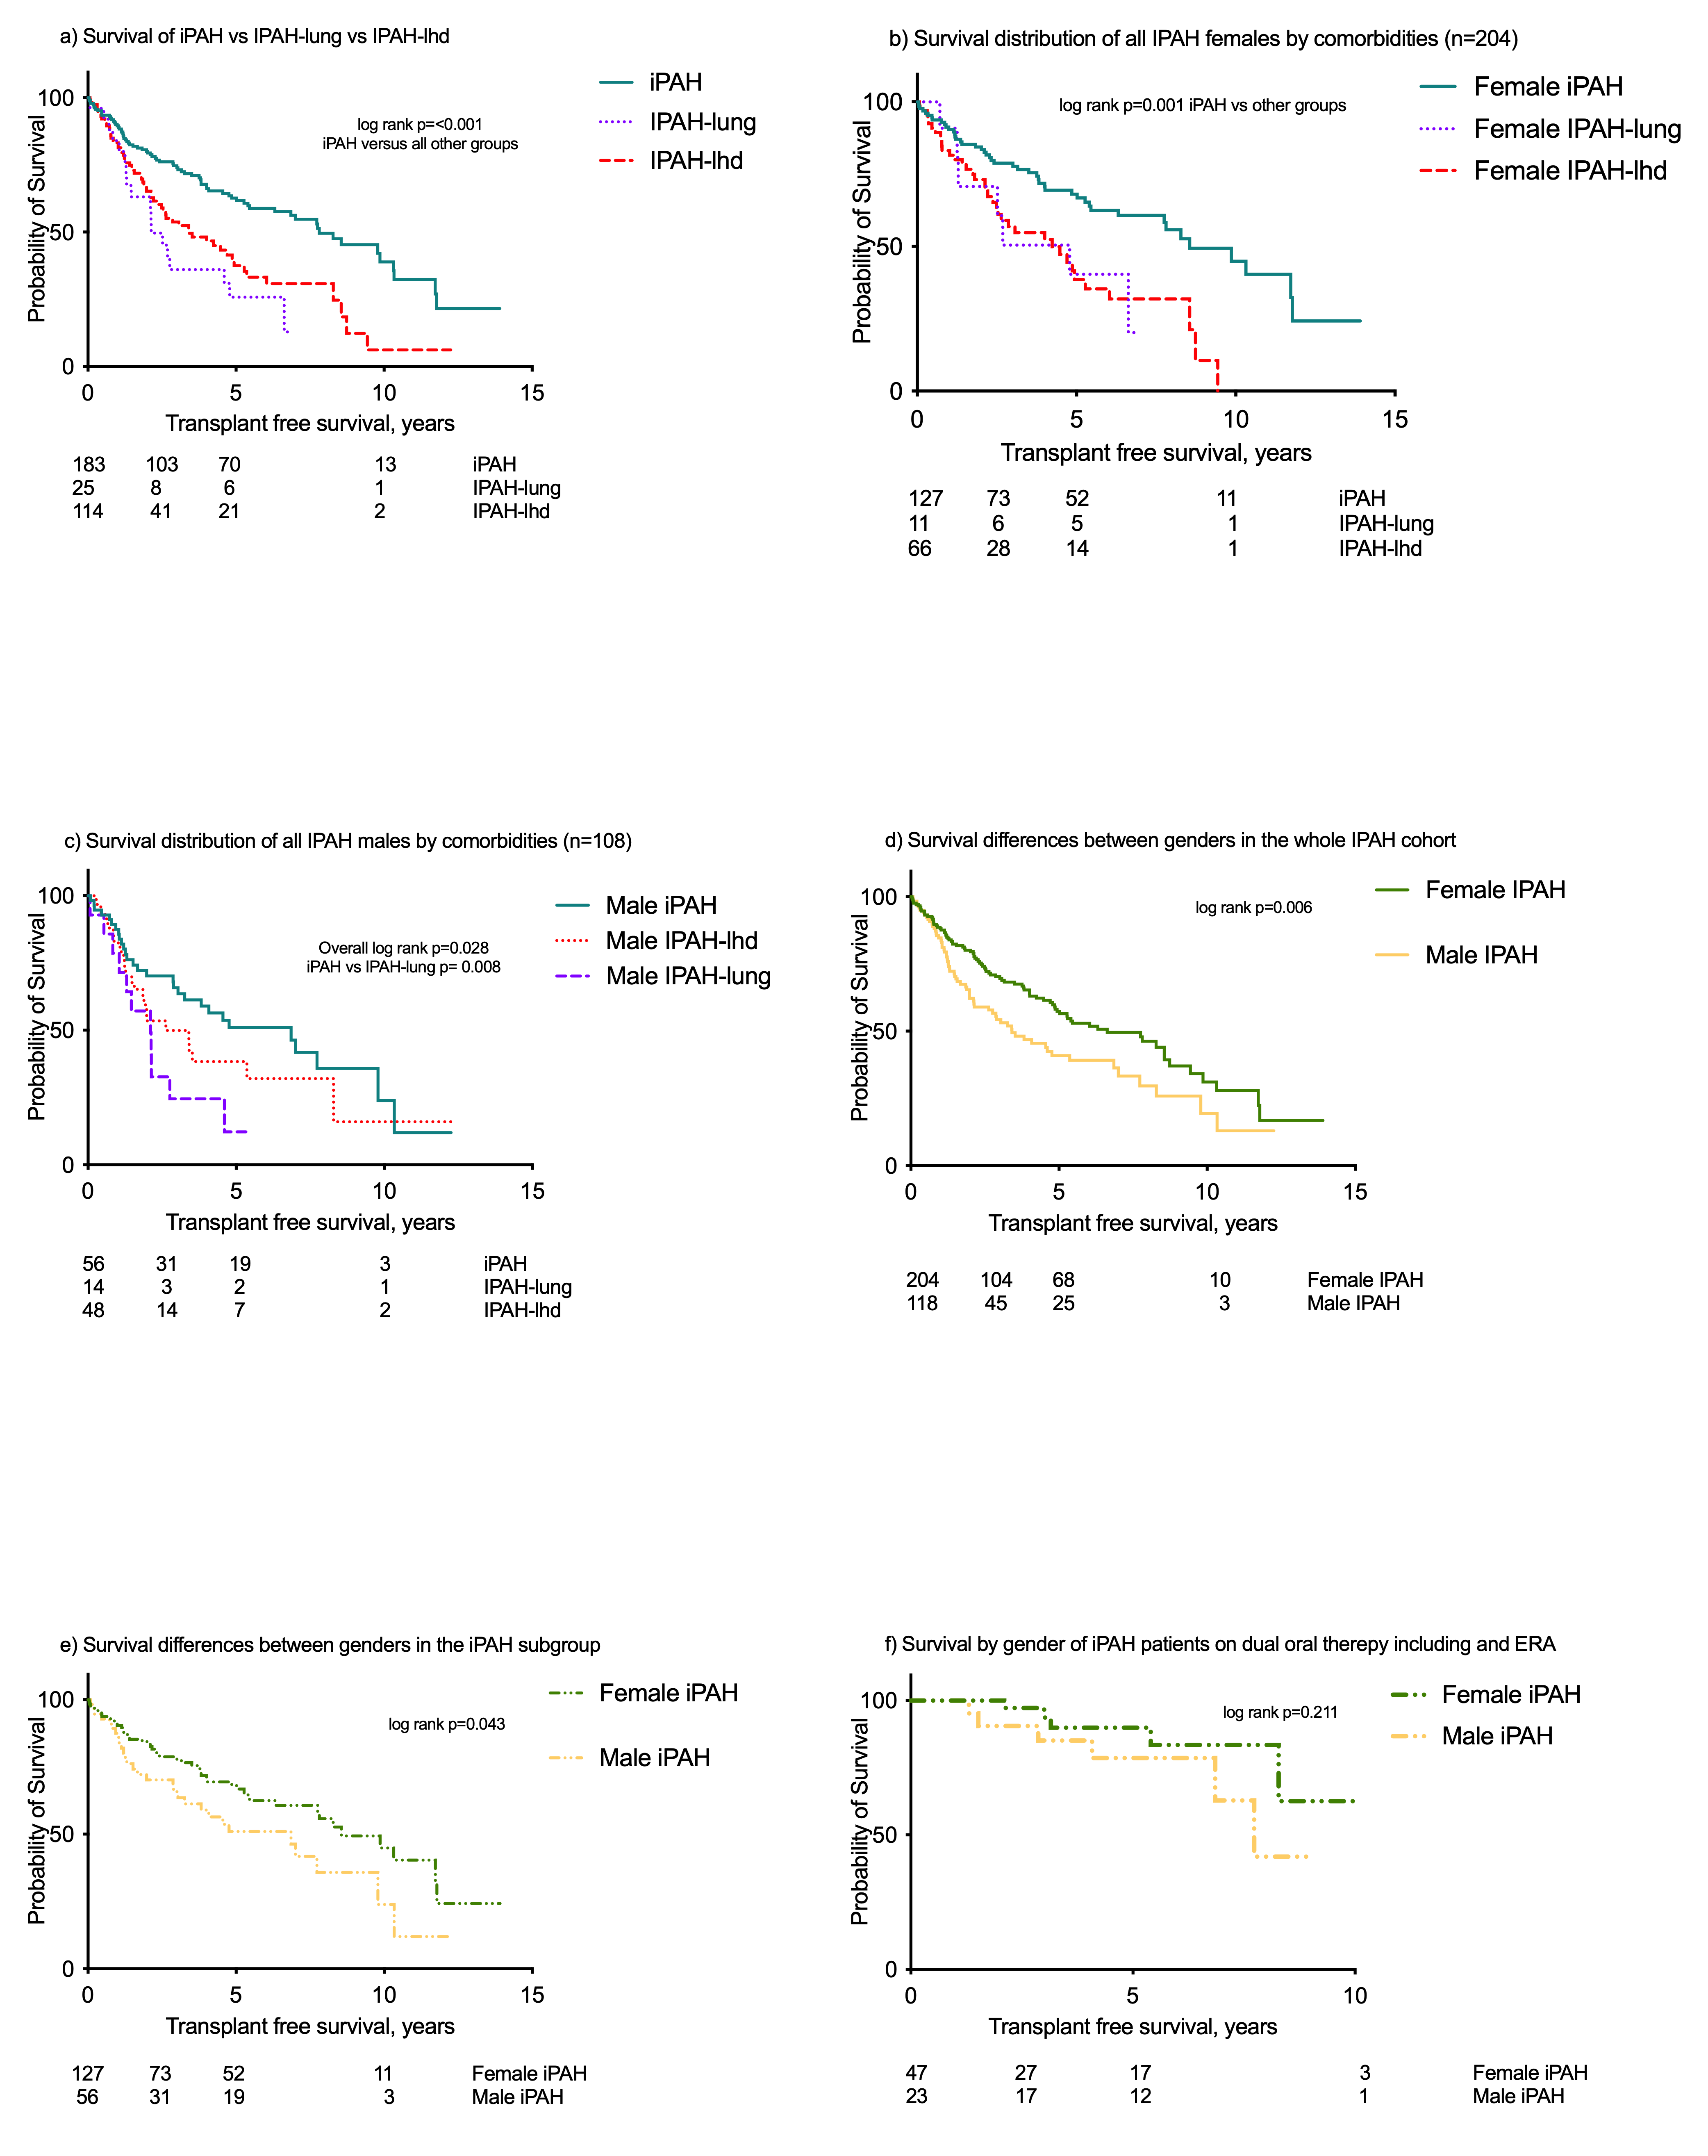 a) Survival of iPAH vs IPAH-lung vs IPAH-lhd
100
50
0
Probability of Survival
log rank p=<0.001
iPAH versus all other groups
iPAH
IPAH-lung
IPAH-lhd
0 5 10 15
Transplant free survival, years
183 103 70 13 iPAH
25 8 6 1 IPAH-lung
114 41 21 2 IPAH-lhd
b) Survival distribution of all IPAH females by comorbidities (n=204)
100
50
0
Probability of Survival
log rank p=0.001 iPAH vs other groups
Female iPAH
Female IPAH-lung
Female IPAH-lhd
0 5 10 15
Transplant free survival, years
127 73 52 11 iPAH
11 6 5 1 IPAH-lung
66 28 14 1 IPAH-lhd
c) Survival distribution of all IPAH males by comorbidities (n=108)
100
50
0
Probability of Survival
Overall log rank p=0.028
iPAH vs IPAH-lung p= 0.008
Male iPAH
Male IPAH-lhd
Male IPAH-lung
0 5 10 15
Transplant free survival, years
56 31 19 3 iPAH
14 3 2 1 IPAH-lung
48 14 7 2 IPAH-lhd
d) Survival differences between genders in the whole IPAH cohort
100
50
0
Probability of Survival
log rank p=0.006
Female IPAH
Male IPAH
0 5 10 15
Transplant free survival, years
204 104 68 10 Female IPAH
118 45 25 3 Male IPAH
e) Survival differences between genders in the iPAH subgroup
100
50
0
Probability of Survival
log rank p=0.043
Female iPAH
Male iPAH
0 5 10 15
Transplant free survival, years
127 73 52 11 Female iPAH
56 31 19 3 Male iPAH
f) Survival by gender of iPAH patients on dual oral therepy including and ERA
100
50
0
Probability of Survival
log rank p=0.211
Female iPAH
Male iPAH
0 5 10
Transplant free survival, years
47 27 17 3 Female iPAH
23 17 12 1 Male iPAH